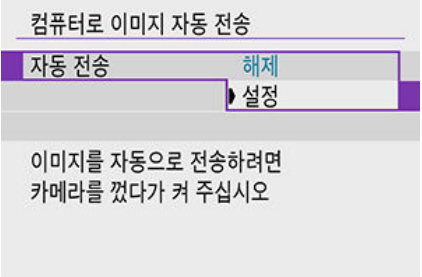 컴퓨터로 이미지 자동 전송
자동 전송 해제
설정
이미지를 자동으로 전송하려면
카메라를 껐다가 켜 주십시오